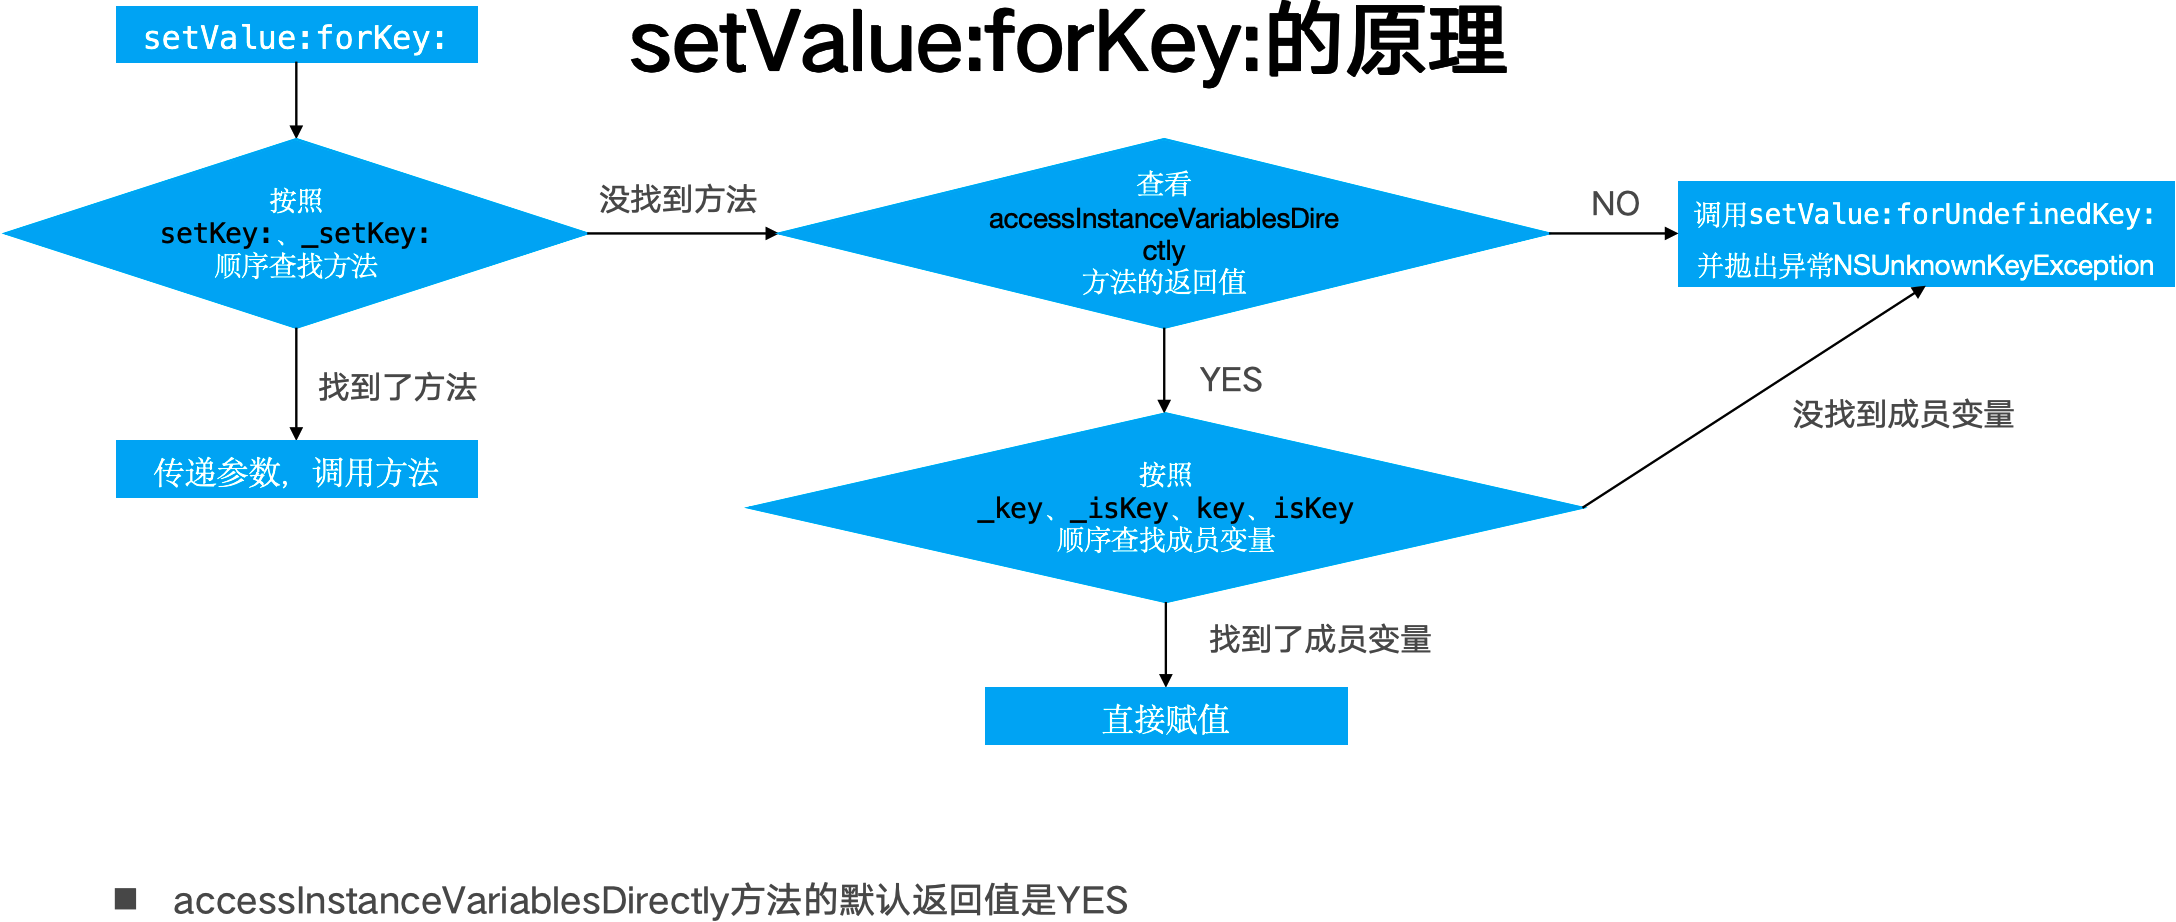 setValue:forKey:的原理
setValue:forKey:
按照
setKey:、_setKey:
顺序查找方法
没找到方法
查看
accessInstanceVariablesDire
ctly
方法的返回值
NO
调用setValue:forUndefinedKey:
并抛出异常NSUnknownKeyException
找到了方法
传递参数，调用方法
YES
没找到成员变量
按照
_key、_isKey、key、isKey
顺序查找成员变量
找到了成员变量
直接赋值
■ accessInstanceVariablesDirectly方法的默认返回值是YES